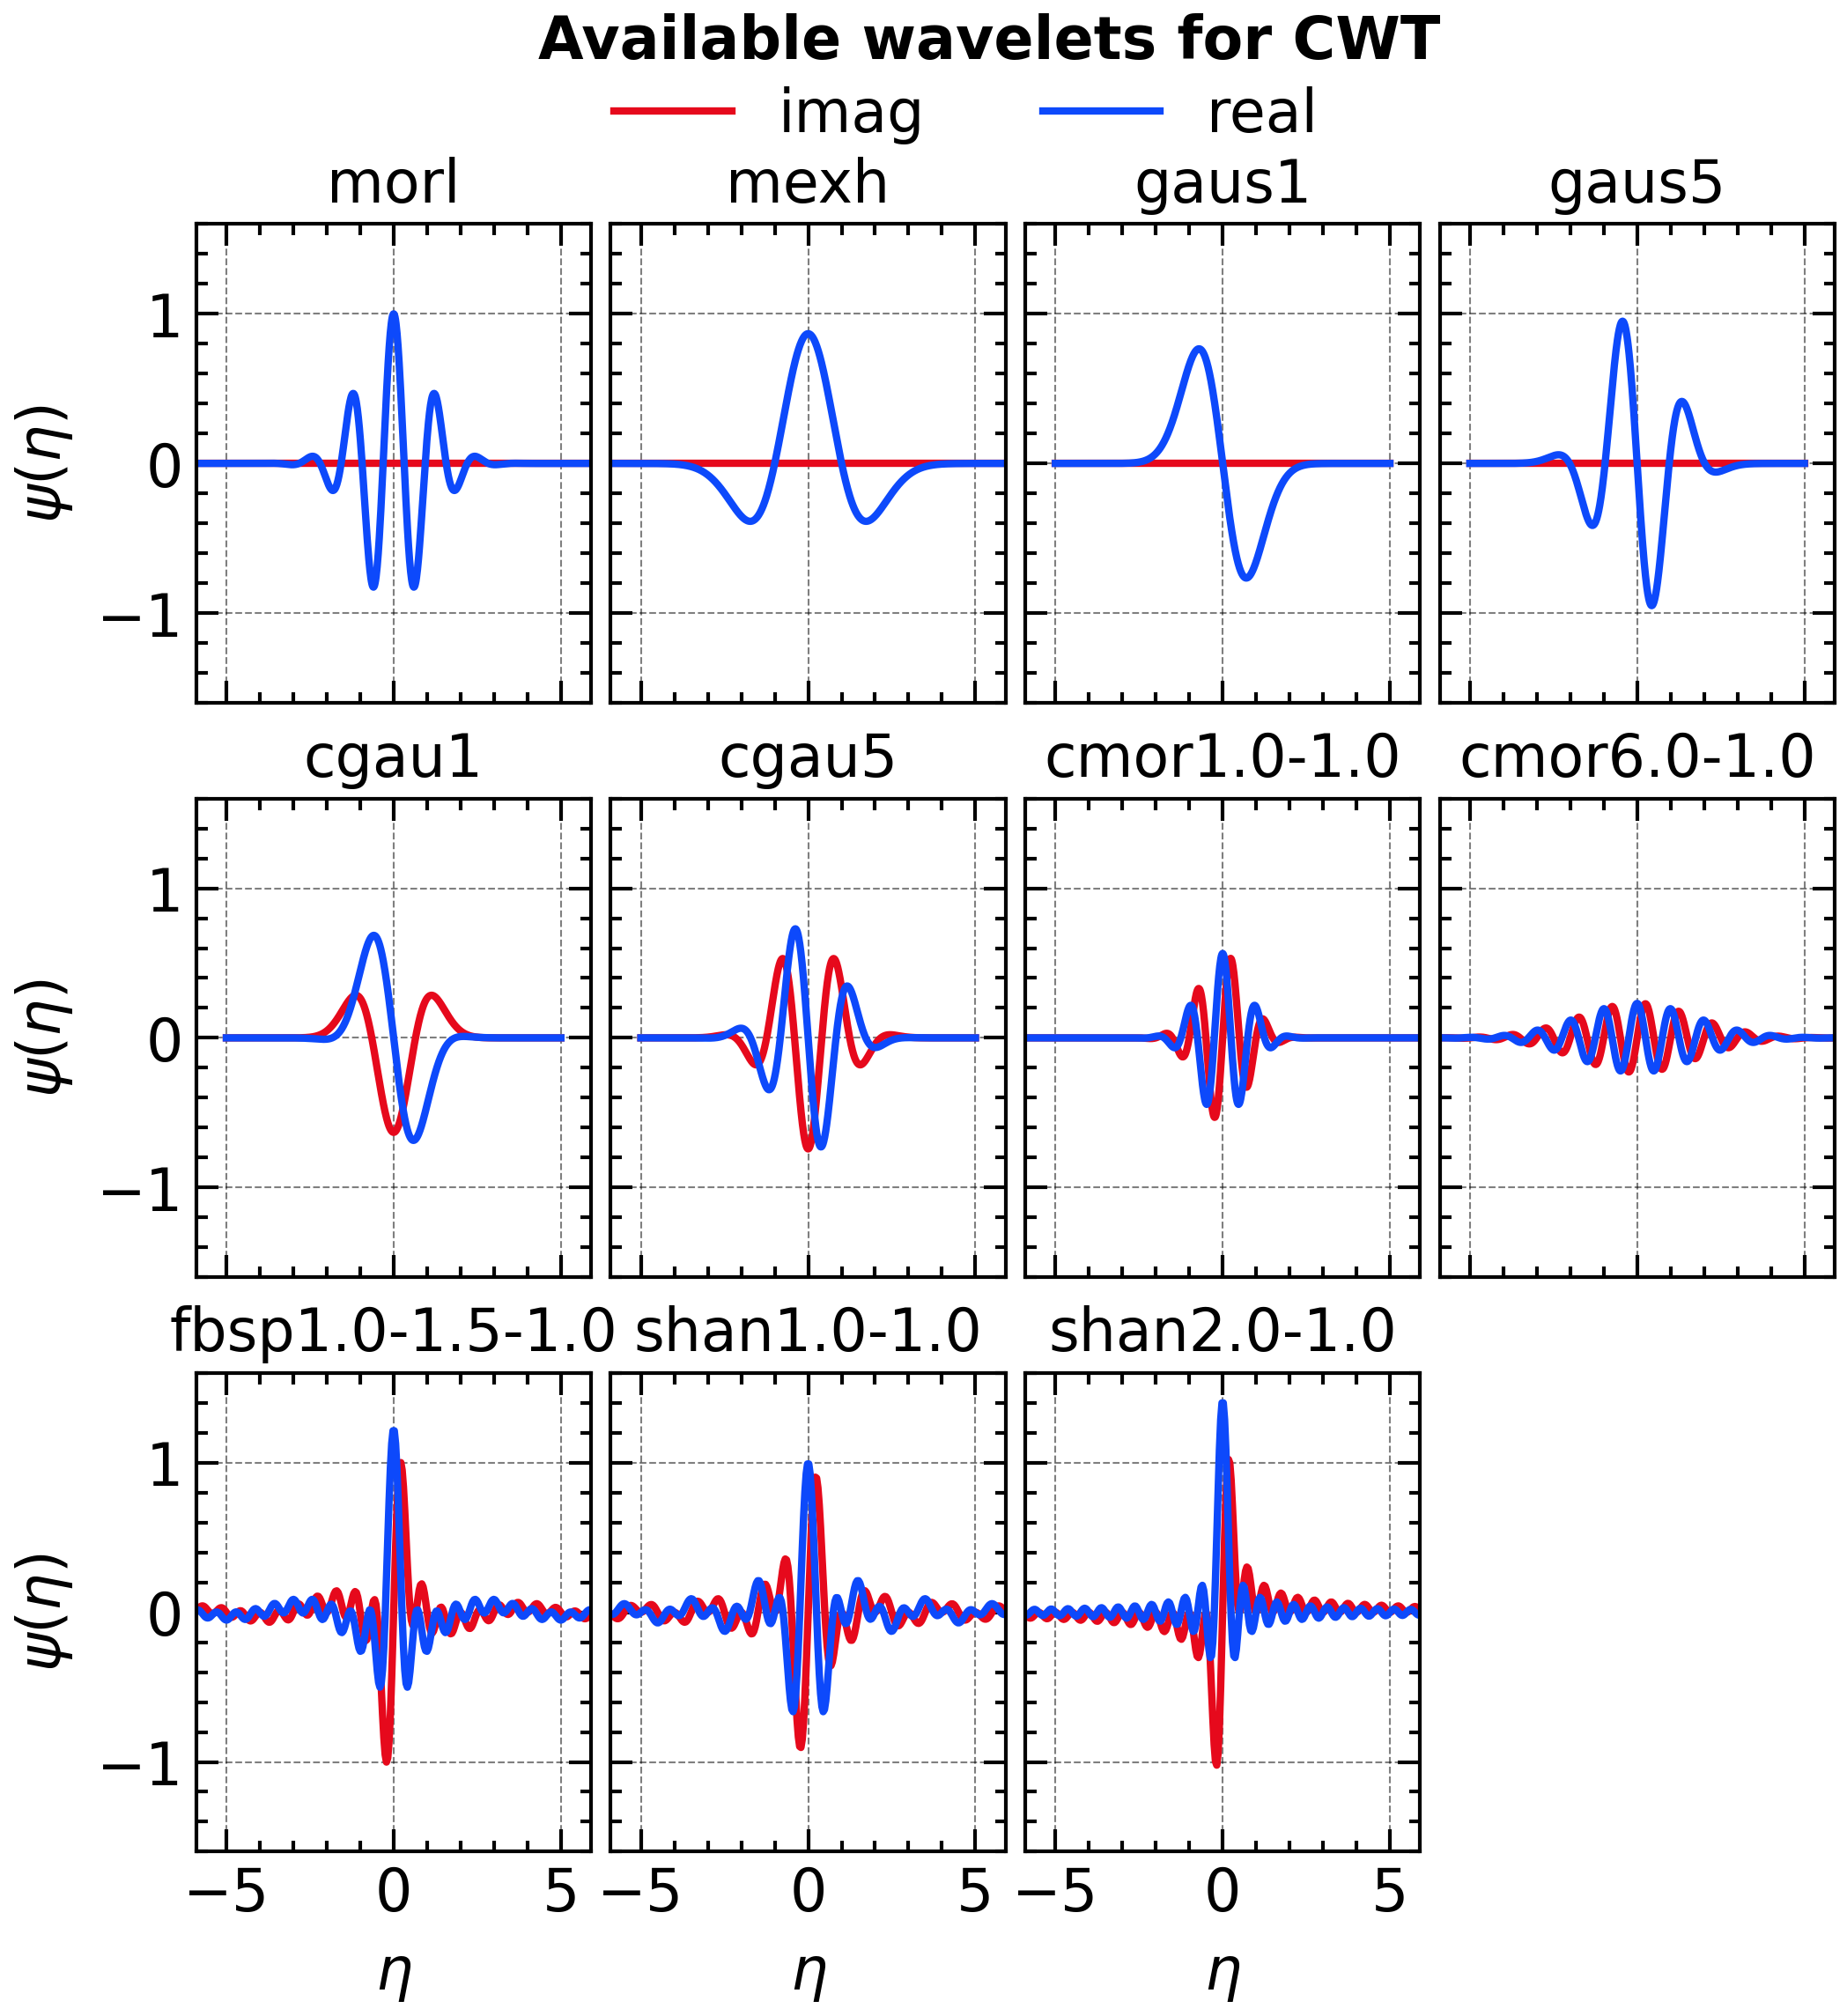 Available wavelets for CWT
imag real
morl mexh gaus1 gaus5
ψ(η)
1
0
−1
cgau1 cgau5 cmor1.0-1.0 cmor6.0-1.0
ψ(η)
1
0
−1
fbsp1.0-1.5-1.0 shan1.0-1.0 shan2.0-1.0
ψ(η)
1
0
−1
−5 0 5 −5 0 5 −5 0 5
η η η